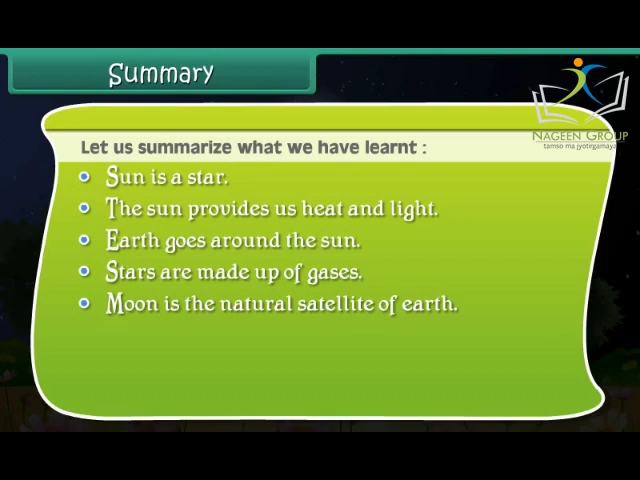 Summary
NAGEEN GROUP
tamso ma jyotirgamaya
Let us summarize what we have learnt :
Sun is a star.
The sun provides us heat and light.
Earth goes around the sun.
Stars are made up of gases.
Moon is the natural satellite of earth.